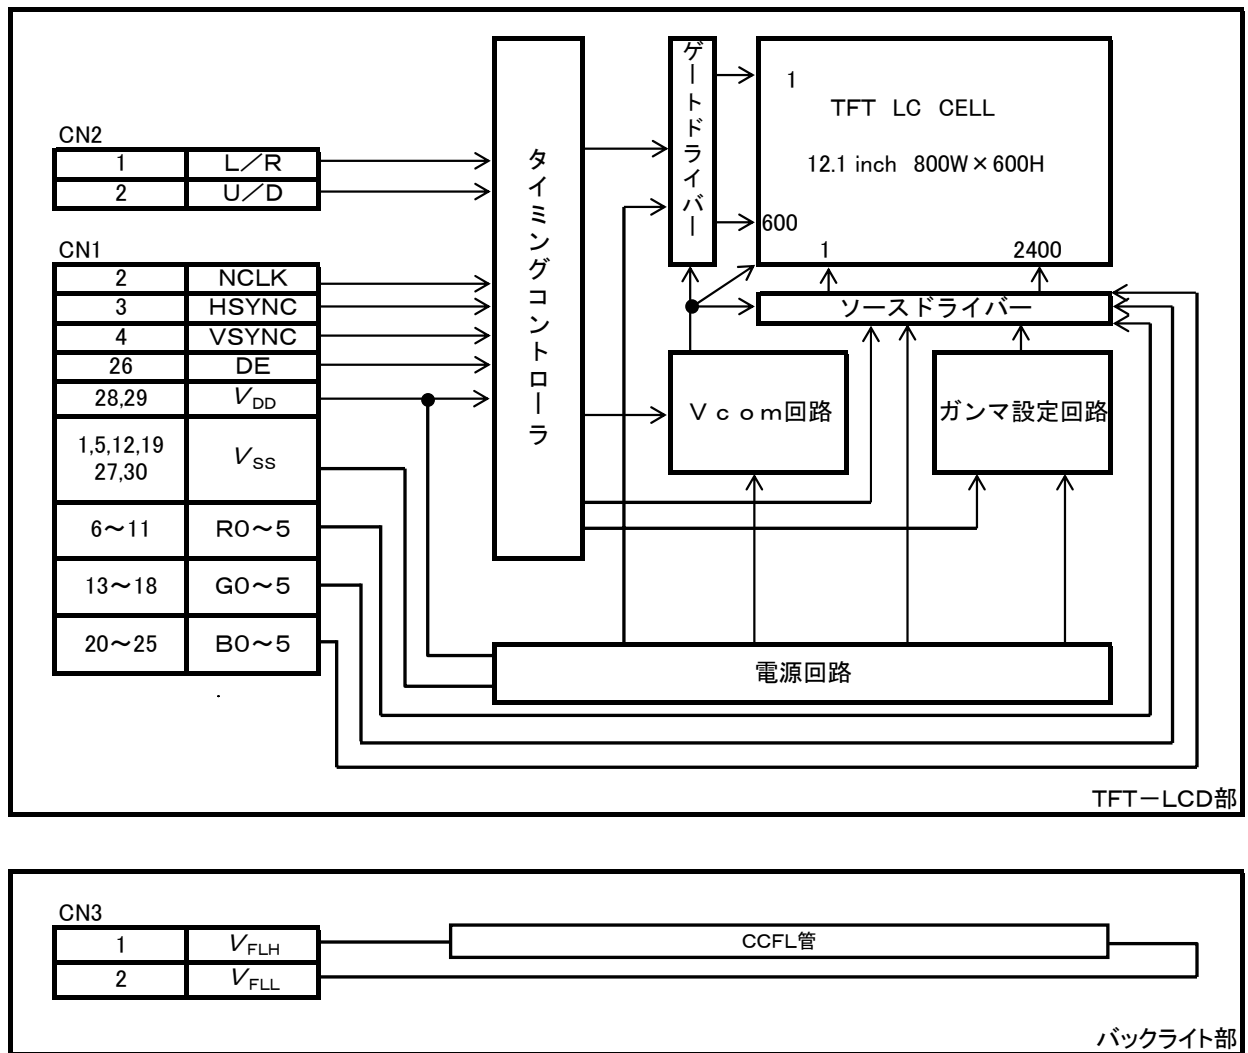 CN2
1 L／R
2 U／D
CN1
2 NCLK
3 HSYNC
4 VSYNC
26 DE
28,29 VDD
1,5,12,19
27,30
VSS
6～11 R0～5
13～18 G0～5
20～25 B0～5
タイミングコントローラ
ゲートドライバー
1
TFT LC CELL
12.1 inch 800W×600H
600
1 2400
ソースドライバー
Ｖｃｏｍ回路
ガンマ設定回路
電源回路
TFT－LCD部
CN3
1 VFLH
2 VFLL
CCFL管
バックライト部